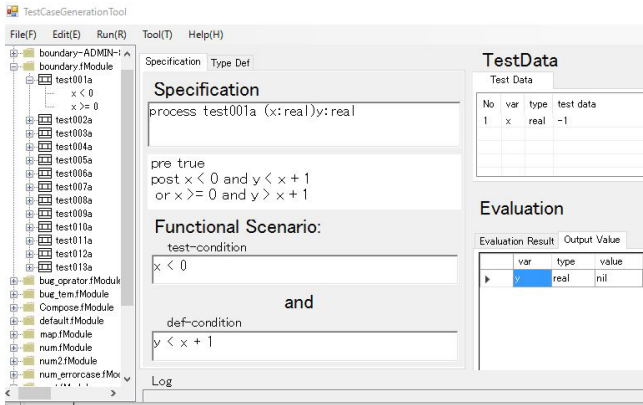 TestCaseGenerationTool
File(F) Edit(E) Run(R) Tool(T) Help(H)
boundary-ADMIN-
boundary.fModule
test001a
x < 0
x >= 0
test002a
test003a
test004a
test005a
test006a
test007a
test008a
test009a
test010a
test011a
test012a
test013a
bug_oprator.fModule
bug_tem.fModule
Compose.fModule
default.fModule
map.fModule
num.fModule
num2.fModule
num_errorcase.fMo
Specification Type Def
Specification
process test001a (x:real)y:real
pre true
post x < 0 and y < x + 1
or x >= 0 and y > x + 1
Functional Scenario:
test-condition
x < 0
and
def-condition
y < x + 1
Log
TestData
Test Data
No var type test data
1 x real -1
Evaluation
Evaluation Result Output Value
var type value
y real nil